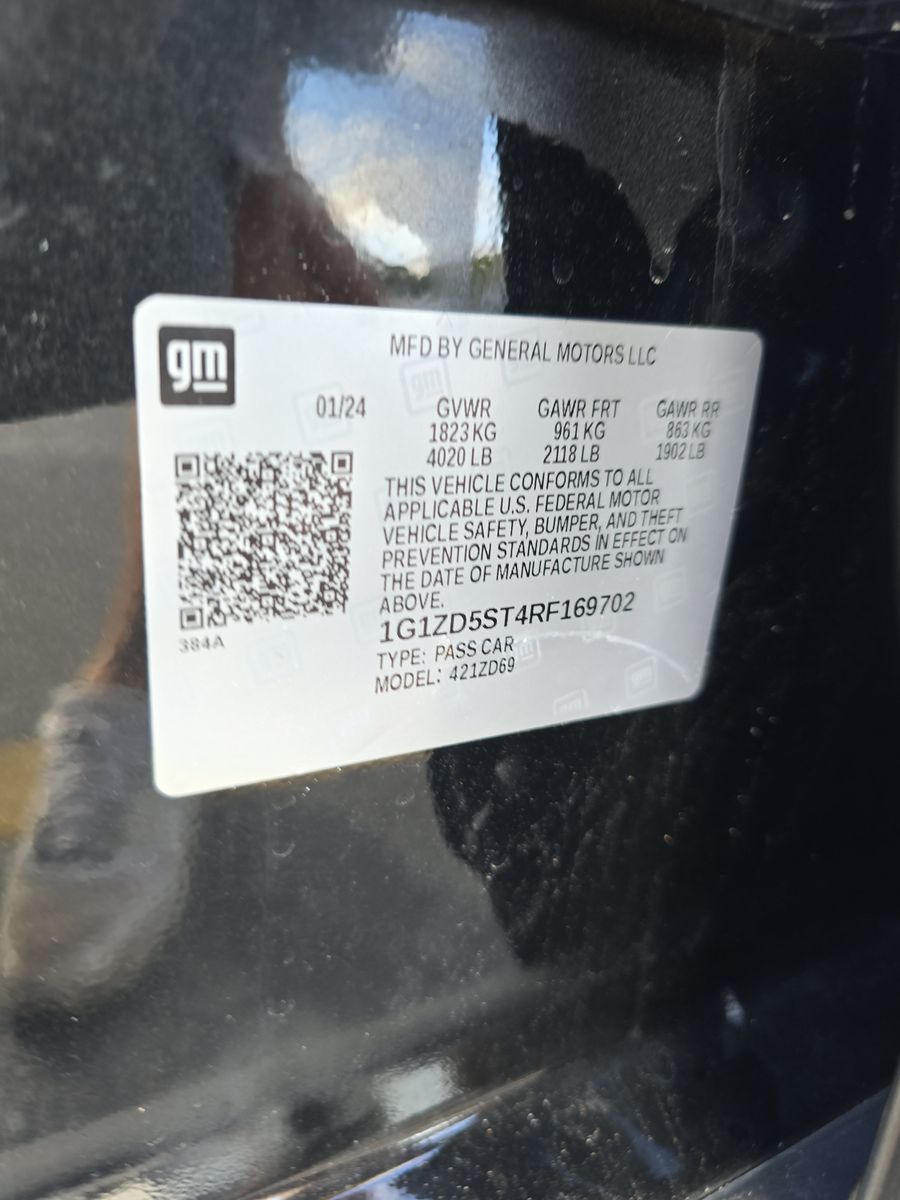 gm
MFD BY GENERAL MOTORS LLC
01/24 GVWR GAWR FRT GAWR RR
1823 KG 961 KG 863 KG
4020 LB 2118 LB 1902 LB
THIS VEHICLE CONFORMS TO ALL
APPLICABLE U.S. FEDERAL MOTOR
VEHICLE SAFETY, BUMPER, AND THEFT
PREVENTION STANDARDS IN EFFECT ON
THE DATE OF MANUFACTURE SHOWN
ABOVE.
384A
1G1ZD5ST4RF169702
TYPE: PASS CAR
MODEL: 421ZD69